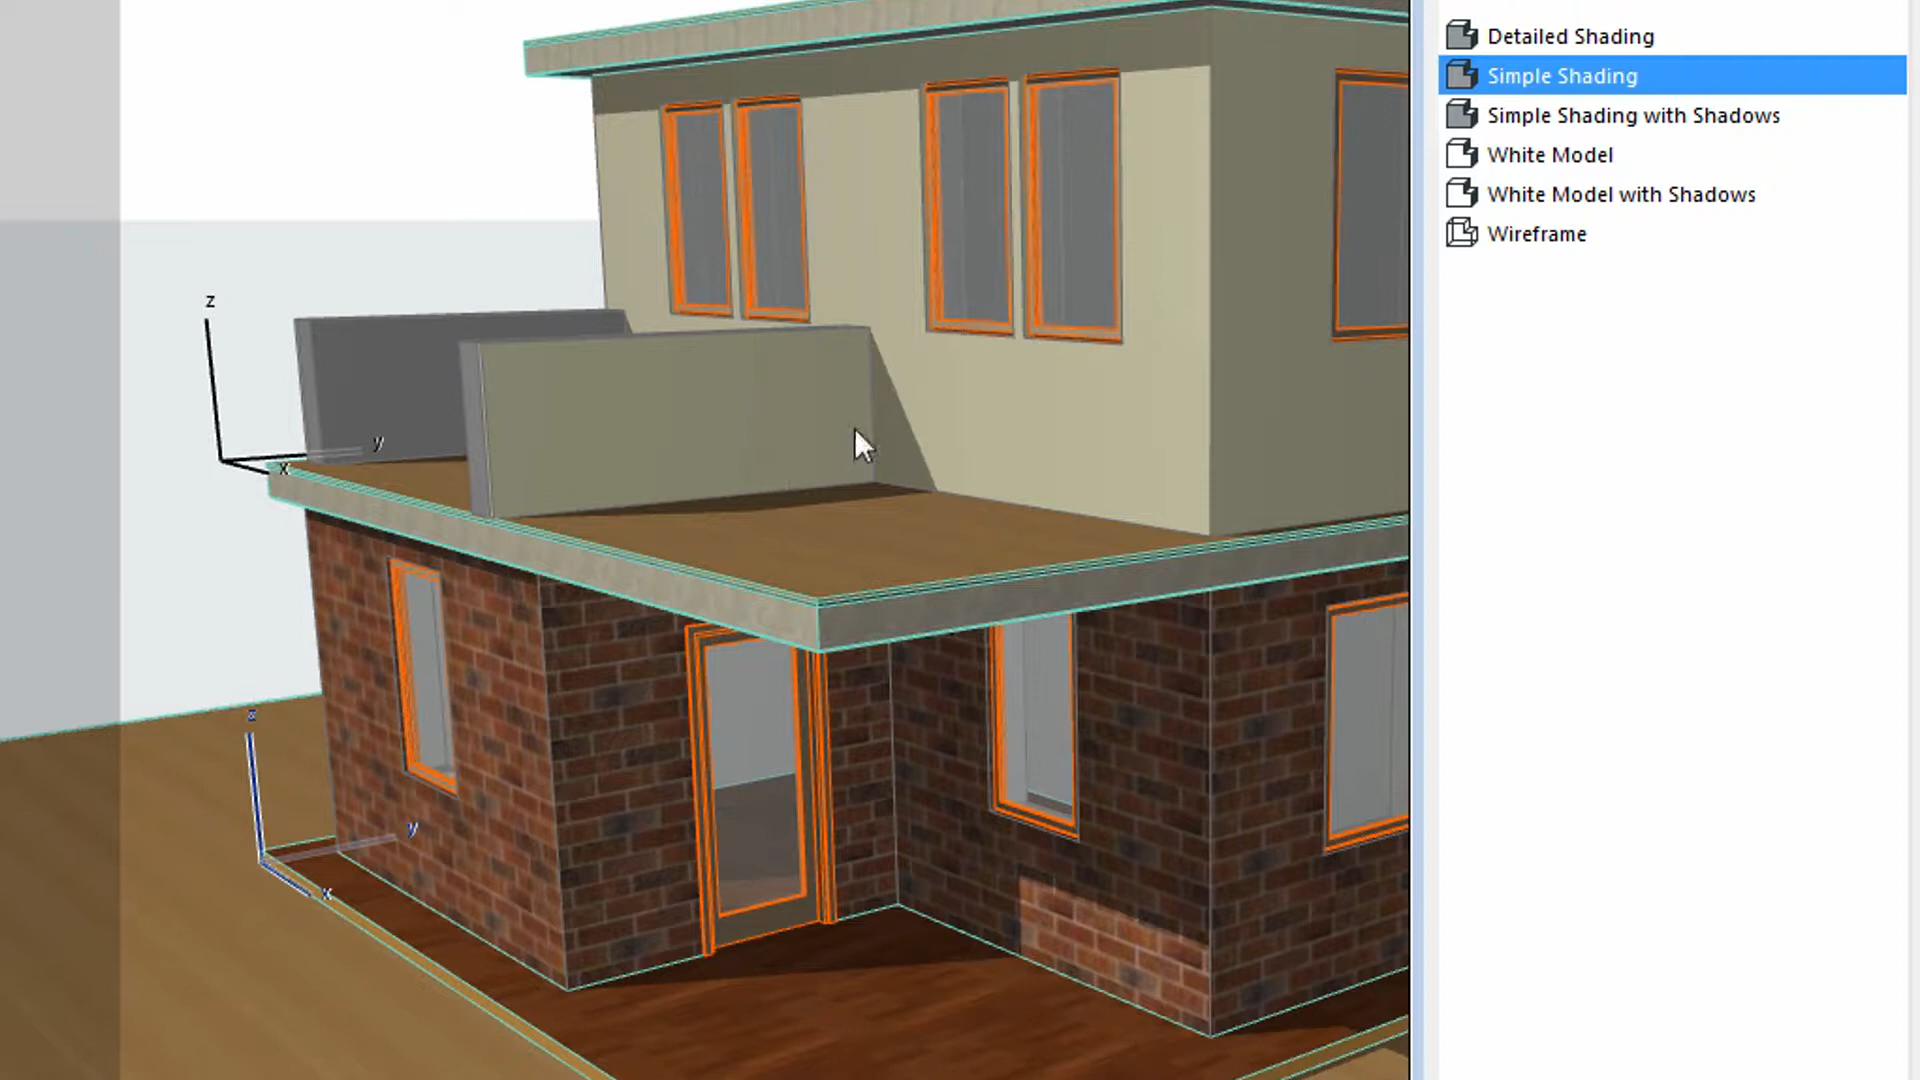 Detailed Shading
Simple Shading
Simple Shading with Shadows
White Model
White Model with Shadows
Wireframe
z
y
x
z
y
x